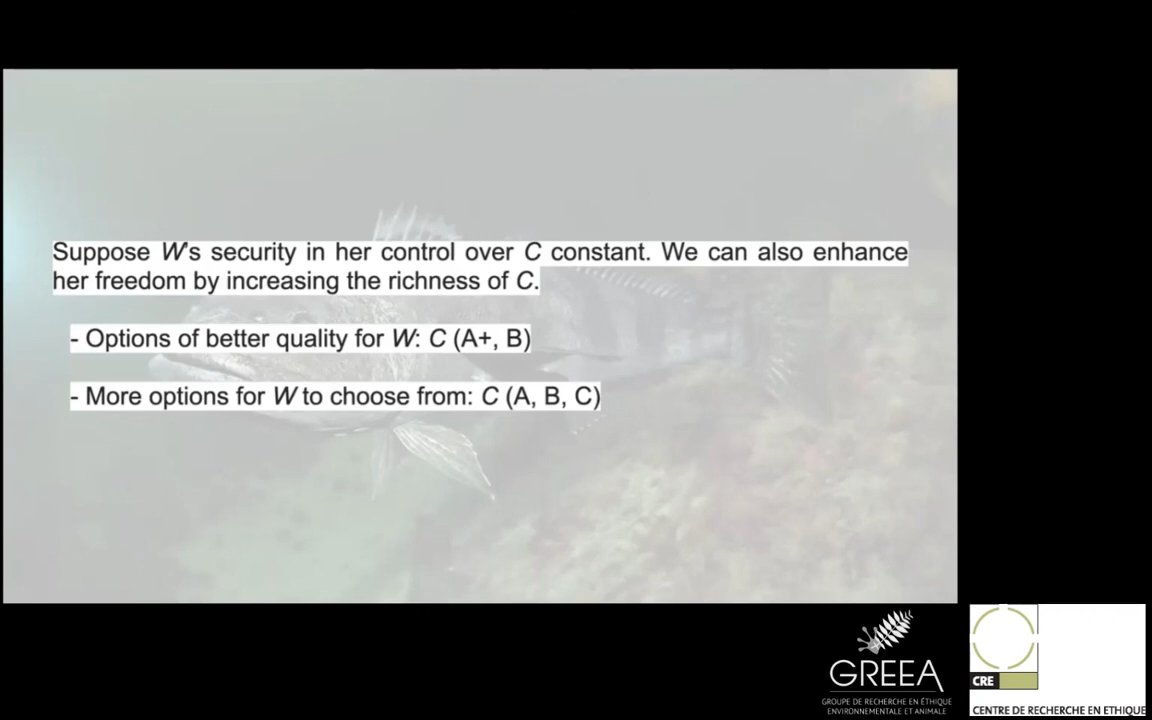 Suppose W's security in her control over C constant. We can also enhance
her freedom by increasing the richness of C.
- Options of better quality for W: C (A+, B)
- More options for W to choose from: C (A, B, C)
GREEA
GROUPE DE RECHERCHE EN ÉTHIQUE
ENVIRONNEMENTALE ET ANIMALE
CRE
CENTRE DE RECHERCHE EN ETHIQUE